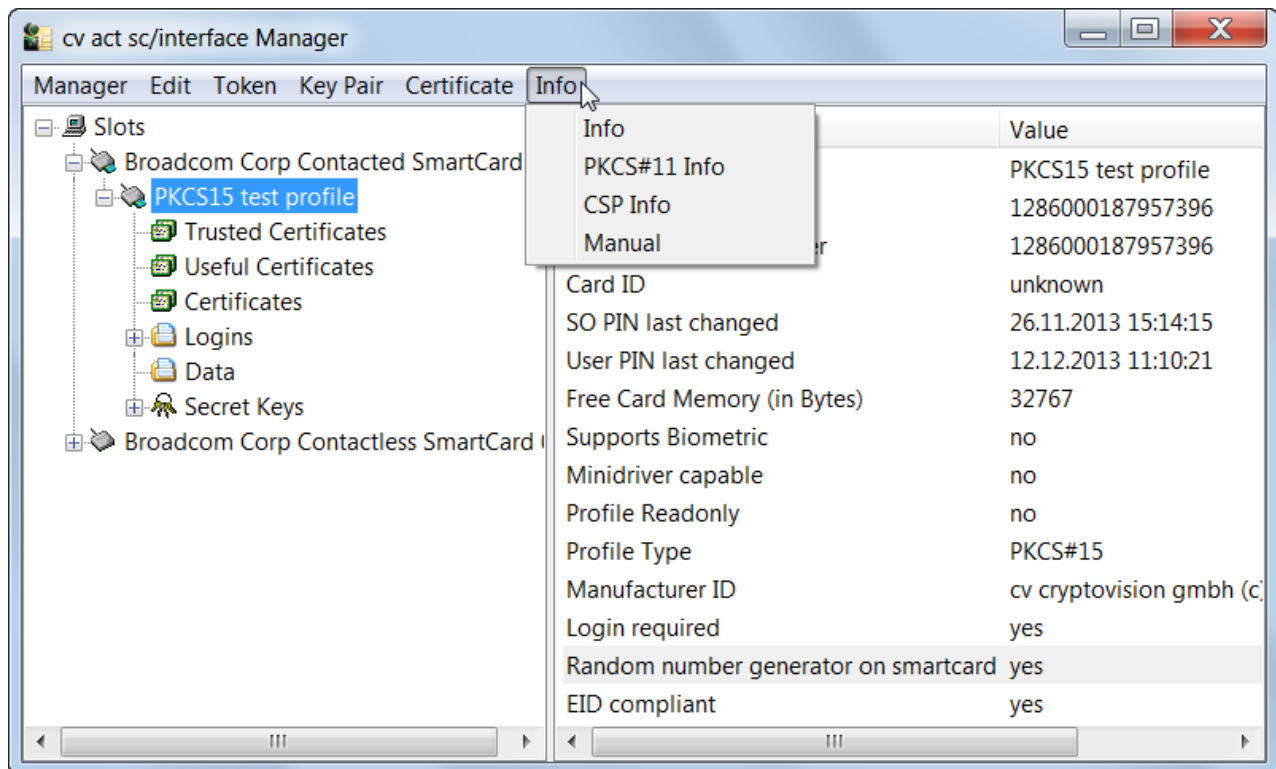 cv act sc/interface Manager
Manager Edit Token Key Pair Certificate Info
Slots
Broadcom Corp Contacted SmartCard
PKCS15 test profile
Trusted Certificates
Useful Certificates
Certificates
Logins
Data
Secret Keys
Broadcom Corp Contactless SmartCard
Info
PKCS#11 Info
CSP Info
Manual
Value
PKCS15 test profile
1286000187957396
1286000187957396
Card ID unknown
SO PIN last changed 26.11.2013 15:14:15
User PIN last changed 12.12.2013 11:10:21
Free Card Memory (in Bytes) 32767
Supports Biometric no
Minidriver capable no
Profile Readonly no
Profile Type PKCS#15
Manufacturer ID cv cryptovision gmbh (c)
Login required yes
Random number generator on smartcard yes
EID compliant yes